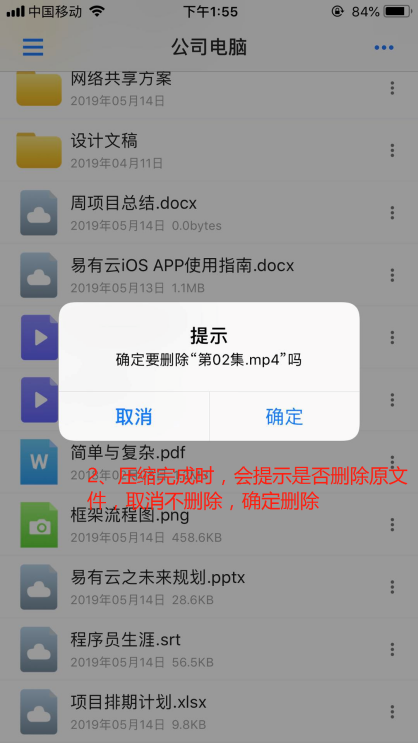 中国移动
下午1:55
84%
公司电脑
网络共享方案
2019年05月14日
设计文稿
2019年04月11日
周项目总结.docx
2019年05月14日 0.0bytes
易有云iOS APP使用指南.docx
2019年05月13日 1.1MB
提示
确定要删除“第02集.mp4”吗
取消
确定
简单与复杂.pdf
2、压缩完成时，会提示是否删除原文
件，取消不删除，确定删除
框架流程图.png
2019年05月14日 458.6KB
易有云之未来规划.pptx
2019年05月14日 28.6KB
程序员生涯.srt
2019年05月14日 56.5KB
项目排期计划.xlsx
2019年05月14日 9.8KB